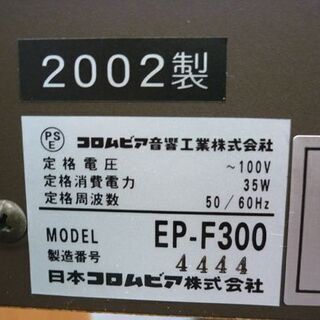 2002製
PS
E
コロムビア音響工業株式会社
定格電圧 ~100V
定格消費電力 35W
定格周波数 50/60Hz
MODEL EP-F300
製造番号 4444
日本コロムビア株式会社